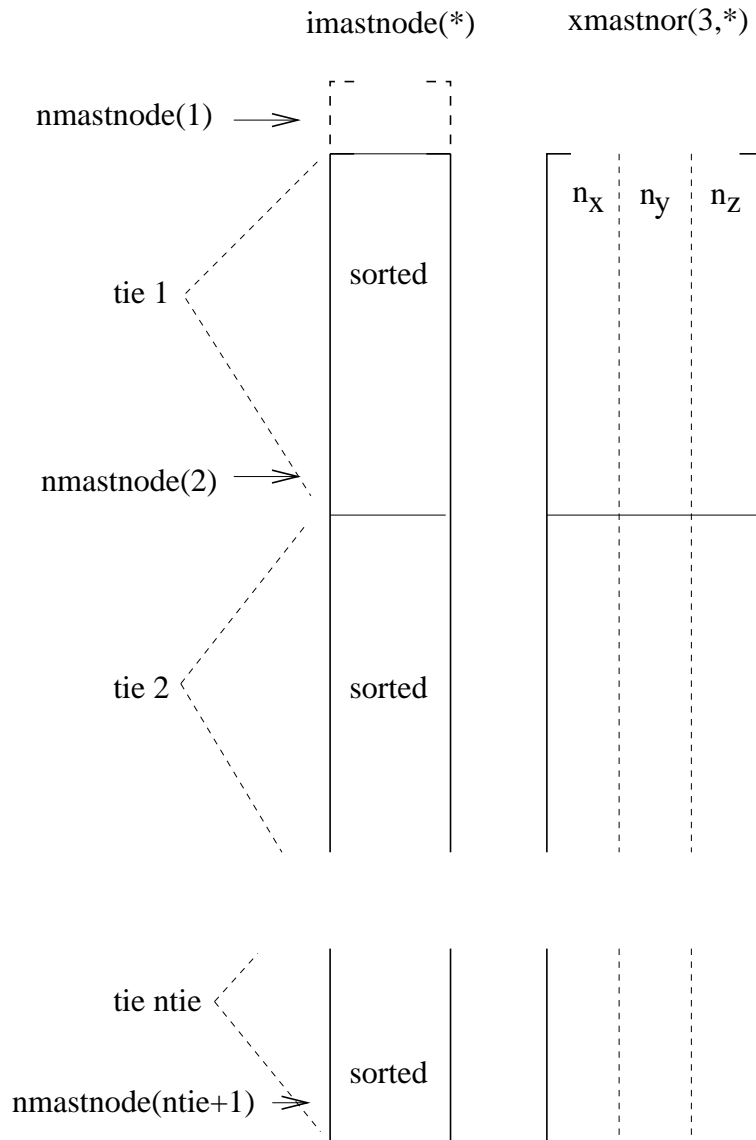 imastnode(*) xmastnor(3,*)
nmastnode(1)
n_x n_y n_z
sorted
tie 1
nmastnode(2)
tie 2
sorted
tie ntie
sorted
nmastnode(ntie+1)